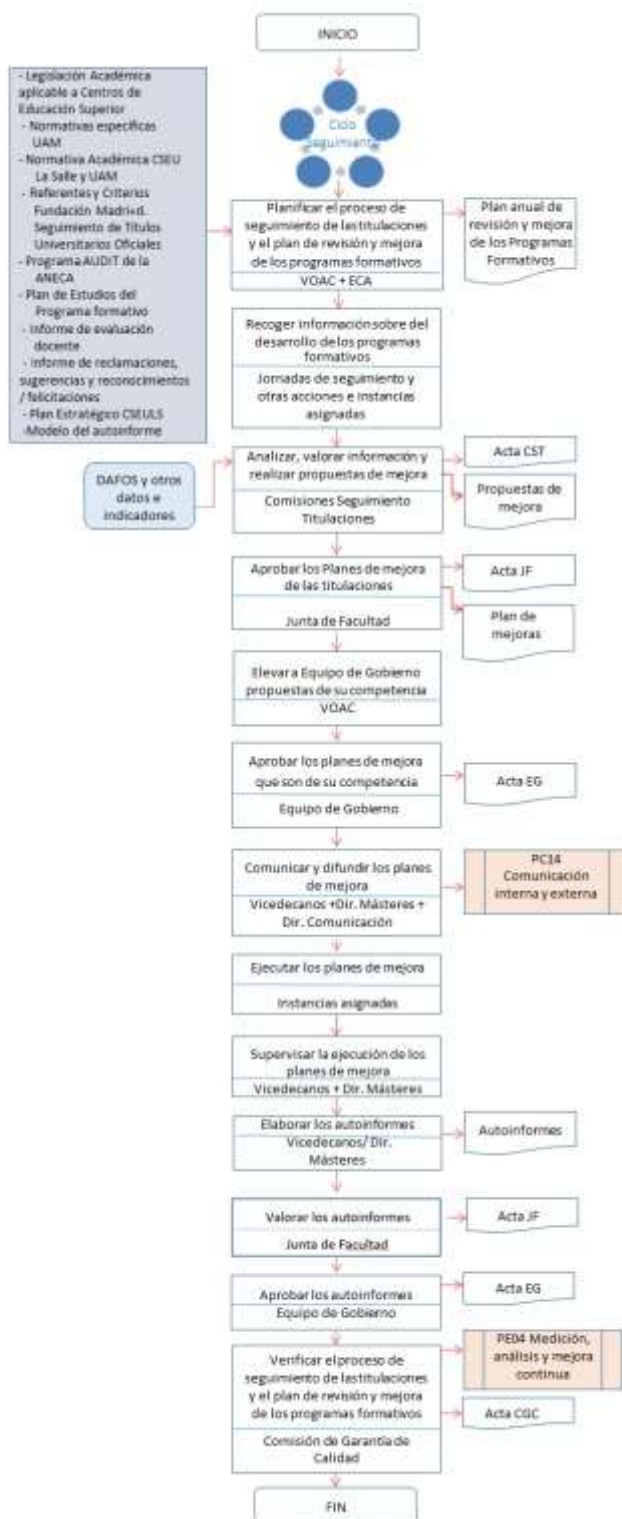 INICIO
Ciclo
Seguimiento
- Legislación Académica
aplicable a Centros de
Educación Superior
- Normativas específicas
UAM
- Normativa Académica CSEU
La Salle y UAM
- Referentes y Criterios
Fundación Madri+d.
Seguimiento de Títulos
Universitarios Oficiales
- Programa AUDIT de la
ANECA
- Plan de Estudios del
Programa formativo
- Informe de evaluación
docente
- Informe de reclamaciones,
sugerencias y reconocimientos
/ felicitaciones
- Plan Estratégico CSEULS
-Modelo del autoinforme
Planificar el proceso de
seguimiento de las titulaciones
y el plan de revisión y mejora
de los programas formativos
VOAC + ECA
Plan anual de
revisión y mejora
de los Programas
Formativos
Recoger información sobre del
desarrollo de los programas
formativos
Jornadas de seguimiento y
otras acciones e instancias
asignadas
DAFOS y otros
datos e
indicadores
Analizar, valorar información y
realizar propuestas de mejora
Comisiones Seguimiento
Titulaciones
Acta CST
Propuestas de
mejora
Aprobar los Planes de mejora
de las titulaciones
Junta de Facultad
Acta JF
Plan de
mejoras
Elevar a Equipo de Gobierno
propuestas de su competencia
VOAC
Aprobar los planes de mejora
que son de su competencia
Equipo de Gobierno
Acta EG
Comunicar y difundir los planes
de mejora
Vicedecanos +Dir. Másteres +
Dir. Comunicación
PC14
Comunicación
interna y externa
Ejecutar los planes de mejora
Instancias asignadas
Supervisar la ejecución de los
planes de mejora
Vicedecanos + Dir. Másteres
Elaborar los autoinformes
Vicedecanos/ Dir.
Másteres
Autoinformes
Valorar los autoinformes
Junta de Facultad
Acta JF
Aprobar los autoinformes
Equipo de Gobierno
Acta EG
Verificar el proceso de
seguimiento de las titulaciones
y el plan de revisión y mejora
de los programas formativos
Comisión de Garantía de
Calidad
PE04 Medición,
análisis y mejora
continua
Acta CGC
FIN